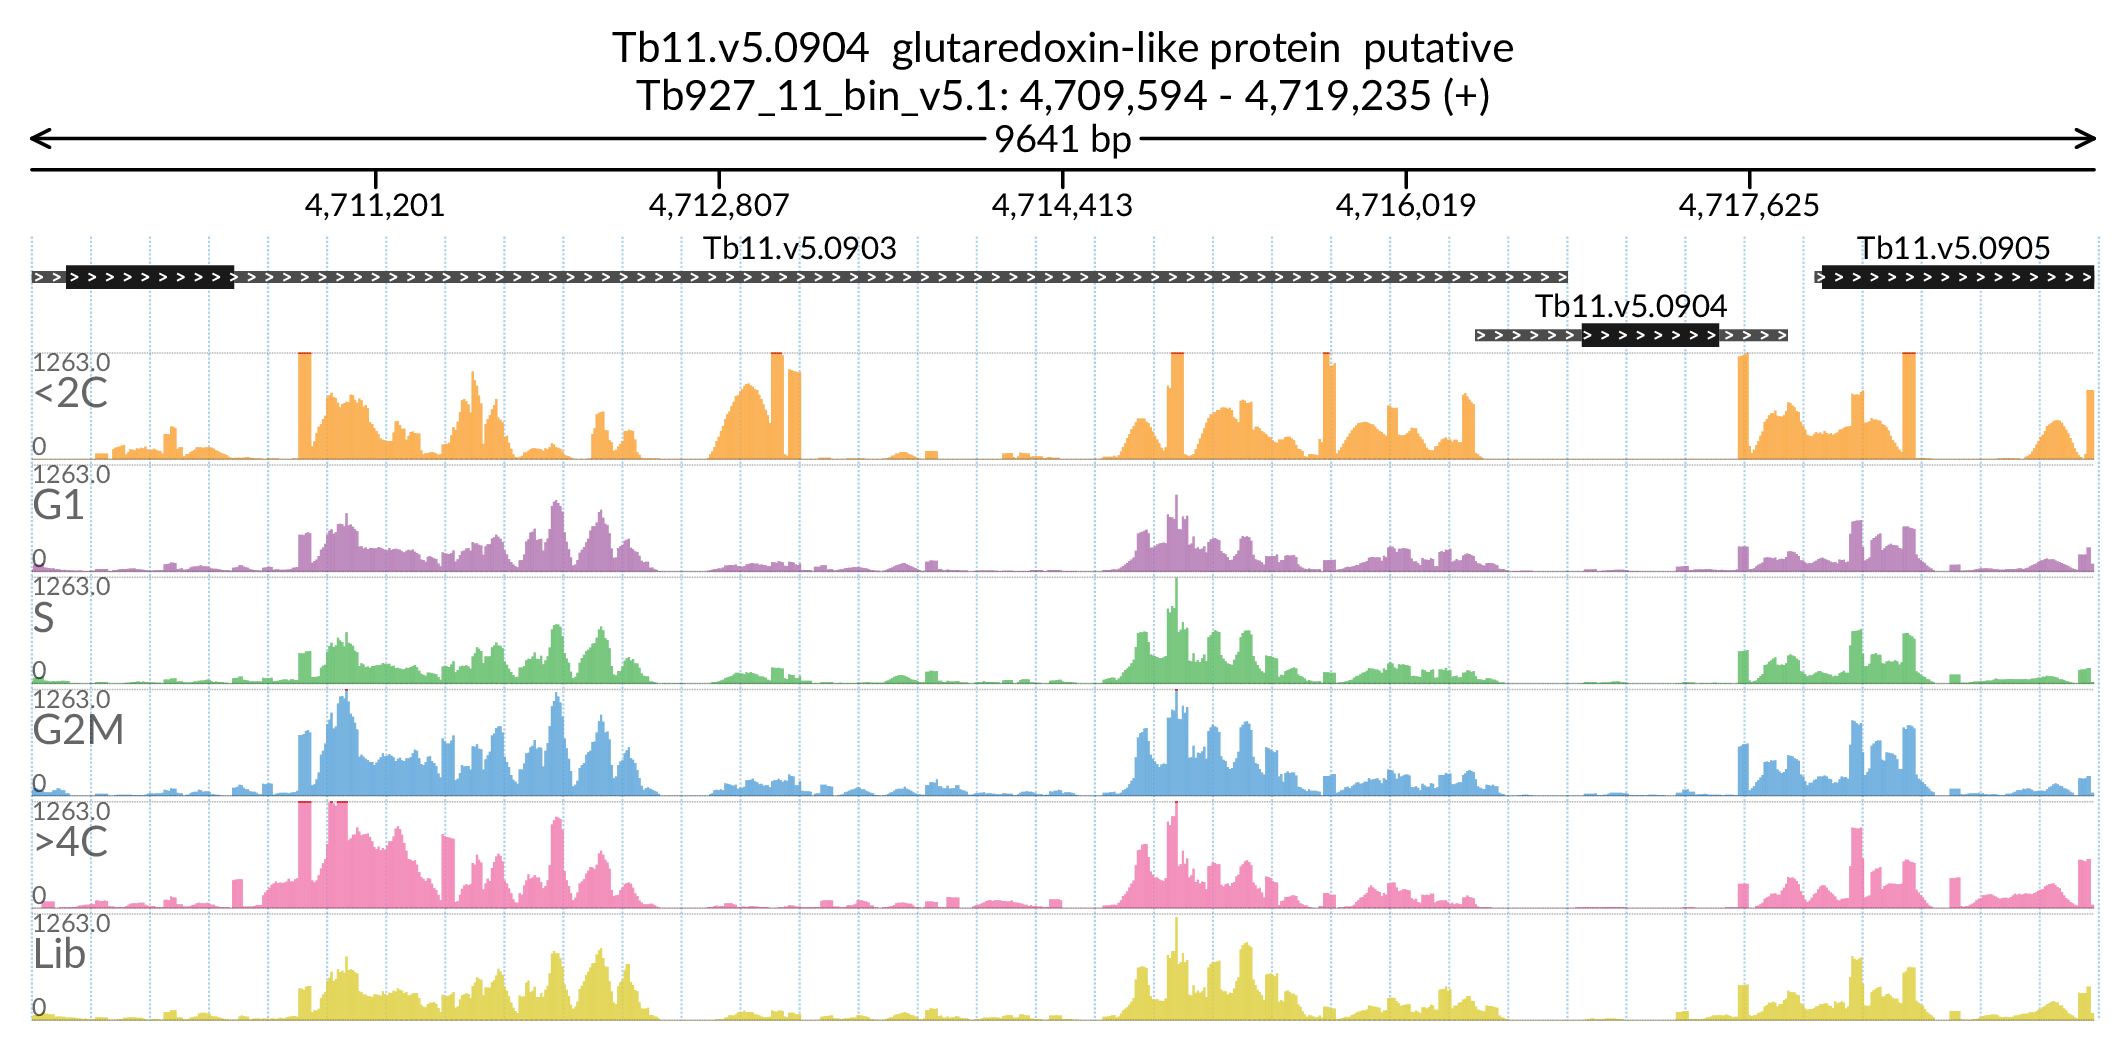 Tb11.v5.0904 glutaredoxin-like protein putative
Tb927_11_bin_v5.1: 4,709,594 - 4,719,235 (+)
9641 bp
4,711,201 4,712,807 4,714,413 4,716,019 4,717,625
Tb11.v5.0903 Tb11.v5.0905
Tb11.v5.0904
1263.0
<2C
0
1263.0
G1
0
1263.0
S
0
1263.0
G2M
0
1263.0
>4C
0
1263.0
Lib
0